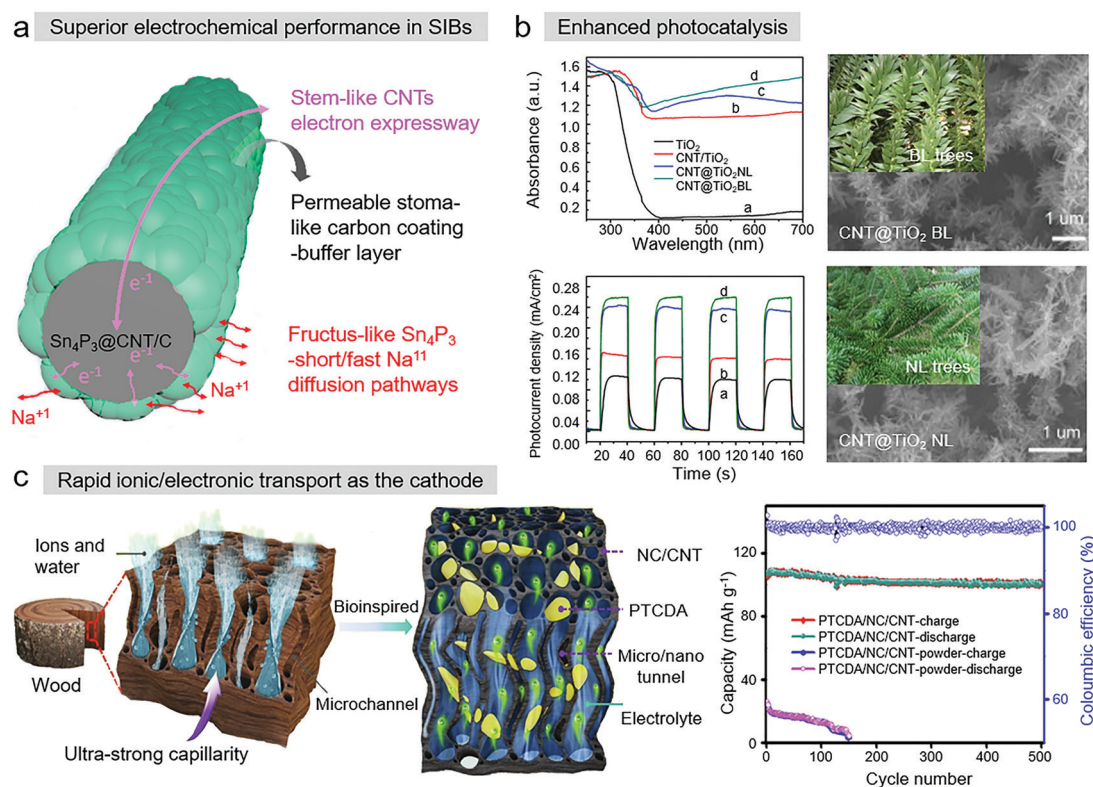 a Superior electrochemical performance in SIBs
Stem-like CNTs
electron expressway
Permeable stoma-
like carbon coating
-buffer layer
e⁻¹
Sn₄P₃@CNT/C
e⁻¹
e⁻¹
Fructus-like Sn₄P₃
-short/fast Na¹¹
diffusion pathways
Na⁺¹
Na⁺¹
b Enhanced photocatalysis
Absorbance (a.u.)
1.6
1.4
1.2
1.0
0.8
0.6
0.4
0.2
d
c
b
TiO₂
CNT/TiO₂
CNT@TiO₂NL
CNT@TiO₂BL
a
300 400 500 600 700
Wavelength (nm)
BL trees
CNT@TiO₂ BL
1 um
Photocurrent density (mA/cm²)
0.28
0.24
0.20
0.16
0.12
0.08
0.04
0.00
d
c
b
a
20 40 60 80 100 120 140 160
Time (s)
NL trees
CNT@TiO₂ NL
1 um
c Rapid ionic/electronic transport as the cathode
Ions and
water
Wood
Microchannel
Ultra-strong capillarity
Bioinspired
NC/CNT
PTCDA
Micro/nano
tunnel
Electrolyte
Capacity (mAh g⁻¹)
120
80
40
0
PTCDA/NC/CNT-charge
PTCDA/NC/CNT-discharge
PTCDA/NC/CNT-powder-charge
PTCDA/NC/CNT-powder-discharge
100
80
60
Coloumbic efficiency (%)
0 100 200 300 400 500
Cycle number